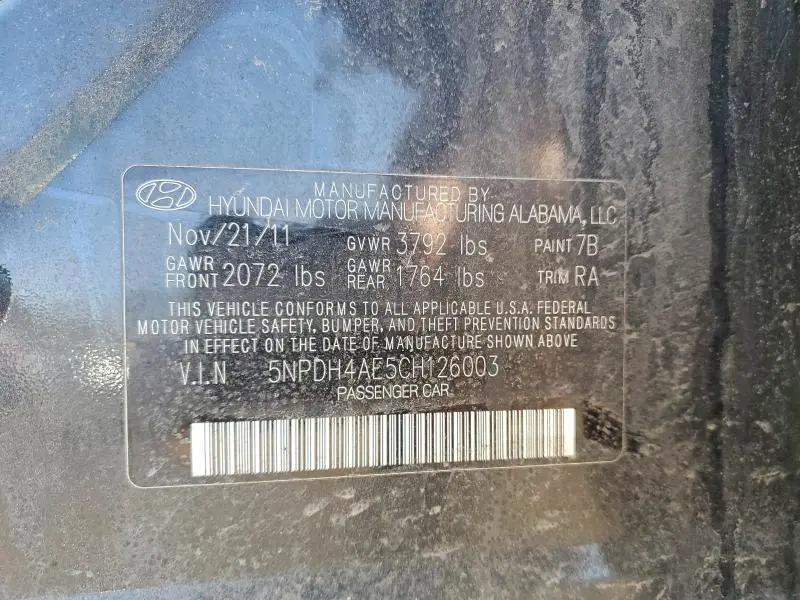 MANUFACTURED BY
HYUNDAI MOTOR MANUFACTURING ALABAMA, LLC
Nov/21/11 GVWR 3792 lbs PAINT 7B
GAWR FRONT 2072 lbs GAWR REAR 1764 lbs TRIM RA
THIS VEHICLE CONFORMS TO ALL APPLICABLE U.S.A. FEDERAL
MOTOR VEHICLE SAFETY, BUMPER, AND THEFT PREVENTION STANDARDS
IN EFFECT ON THE DATE OF MANUFACTURE SHOWN ABOVE
V.I.N 5NPDH4AE5CH126003
PASSENGER CAR